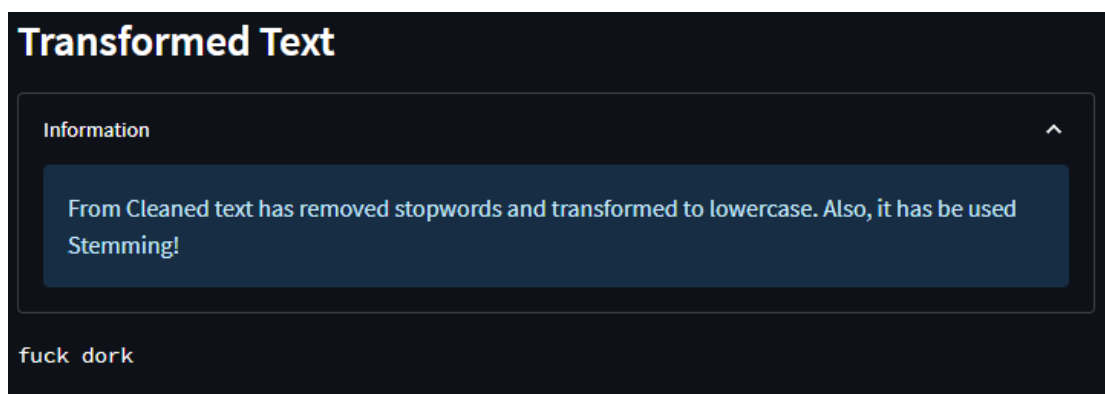 Transformed Text
Information
From Cleaned text has removed stopwords and transformed to lowercase. Also, it has be used
Stemming!
fuck dork